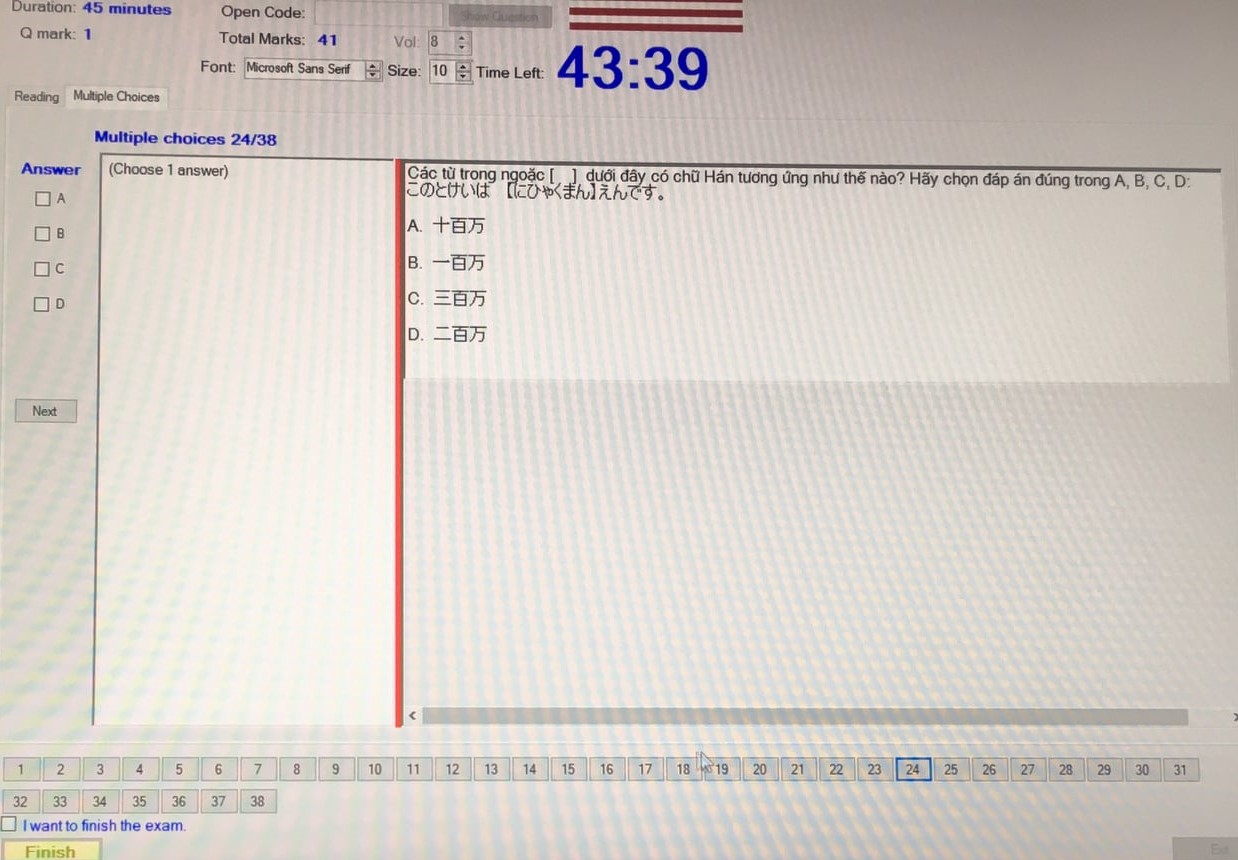 Duration: 45 minutes
Open Code:
Show Question
Q mark: 1
Total Marks: 41
Vol: 8
Font: Microsoft Sans Serif
Size: 10
Time Left: 43:39
Reading
Multiple Choices
Multiple choices 24/38
Answer
(Choose 1 answer)
A
B
C
D
Next
Các từ trong ngoặc [ ] dưới đây có chữ Hán tương ứng như thế nào? Hãy chọn đáp án đúng trong A, B, C, D:
このとけいは 【にひゃくまん】えんです。
A. 十百万
B. 一百万
C. 三百万
D. 二百万
1 2 3 4 5 6 7 8 9 10 11 12 13 14 15 16 17 18 19 20 21 22 23 24 25 26 27 28 29 30 31
32 33 34 35 36 37 38
I want to finish the exam.
Finish
Exit